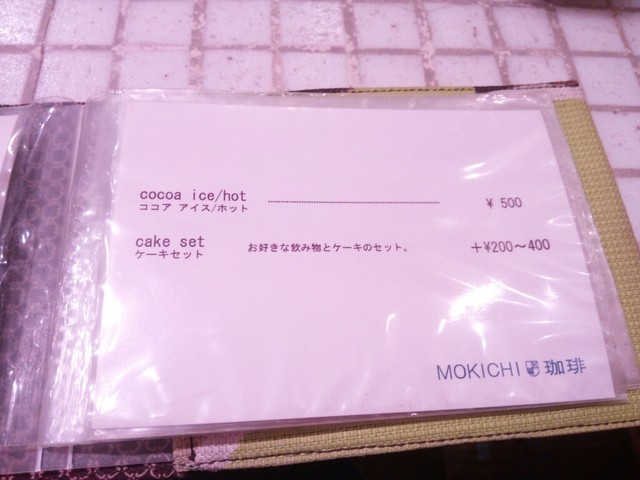 cocoa ice/hot ¥ 500
ココア アイス/ホット
cake set お好きな飲み物とケーキのセット。 +¥200～400
ケーキセット
MOKICHI 珈琲